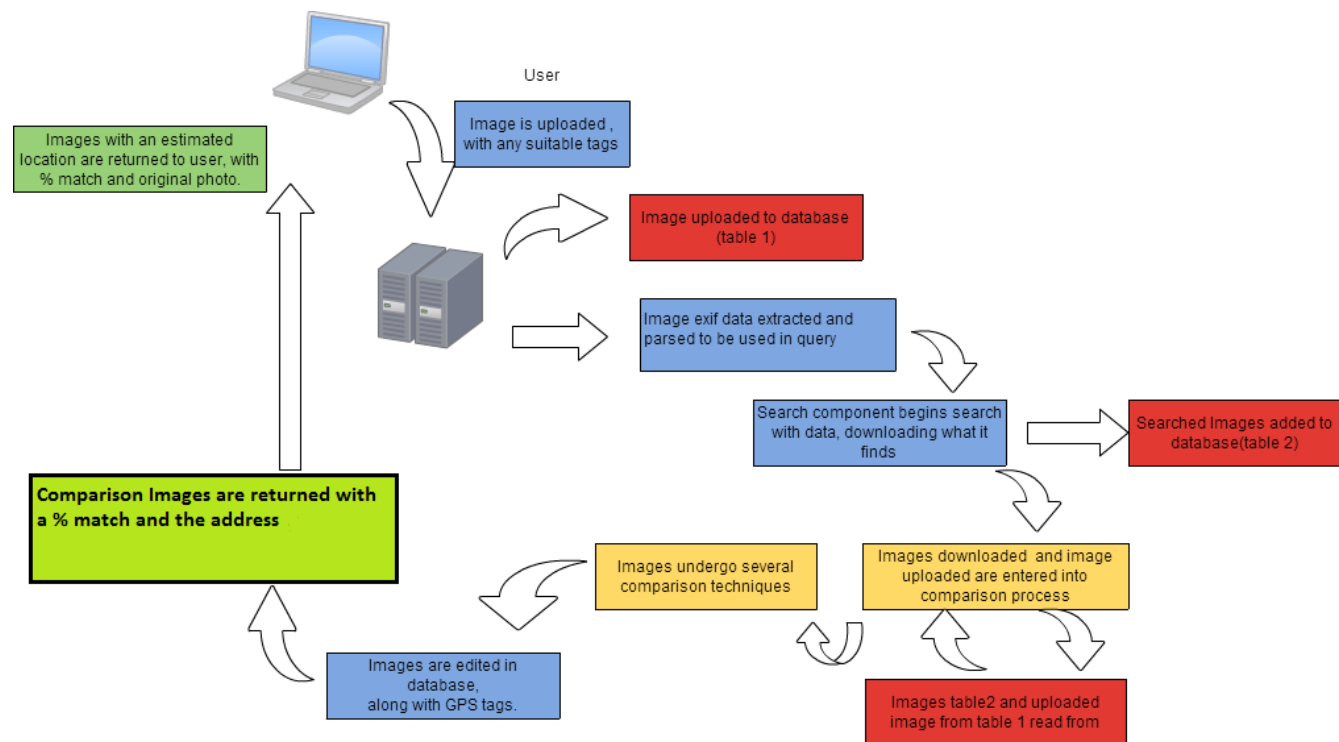 User
Image is uploaded ,
with any suitable tags
Images with an estimated
location are returned to user, with
% match and original photo.
Image uploaded to database
(table 1)
Image exif data extracted and
parsed to be used in query
Search component begins search
with data, downloading what it
finds
Searched Images added to
database(table 2)
Comparison Images are returned with
a % match and the address
Images undergo several
comparison techniques
Images downloaded and image
uploaded are entered into
comparison process
Images are edited in
database,
along with GPS tags.
Images table2 and uploaded
image from table 1 read from